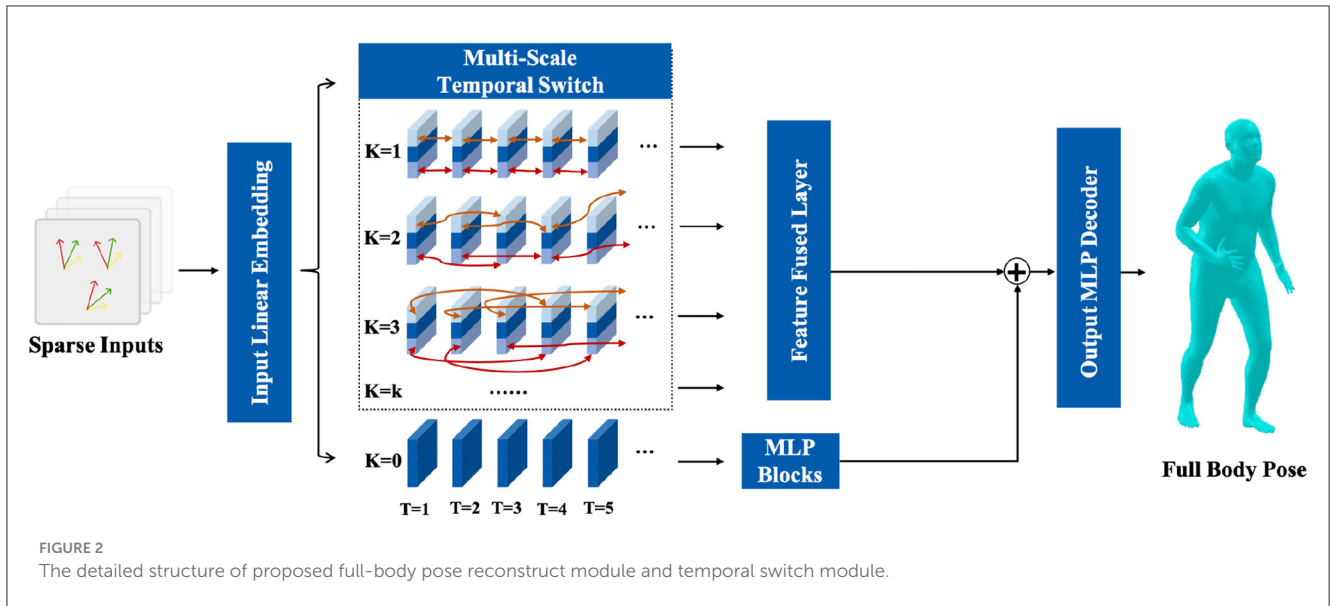 Multi-Scale
Temporal Switch
K=1
...
K=2
...
K=3
...
K=k
......
K=0
...
T=1 T=2 T=3 T=4 T=5
Sparse Inputs
Input Linear Embedding
Feature Fused Layer
MLP
Blocks
+
Output MLP Decoder
Full Body Pose
FIGURE 2
The detailed structure of proposed full-body pose reconstruct module and temporal switch module.